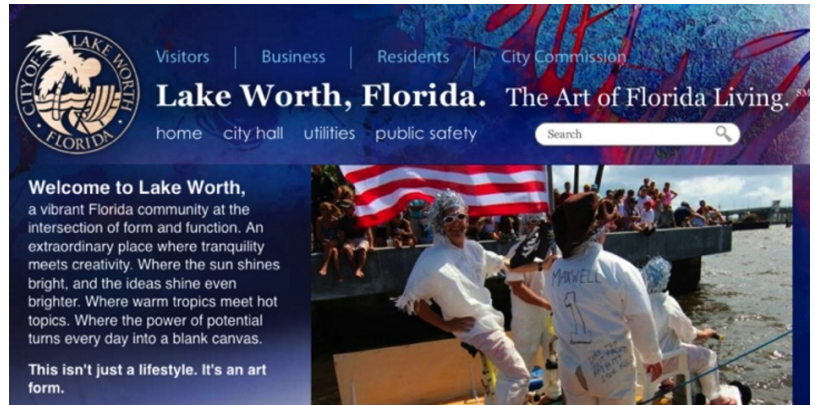 CITY OF LAKE WORTH
FLORIDA
Visitors
Business
Residents
City Commission
Lake Worth, Florida. The Art of Florida Living.℠
home
city hall
utilities
public safety
Search
Welcome to Lake Worth,
a vibrant Florida community at the
intersection of form and function. An
extraordinary place where tranquility
meets creativity. Where the sun shines
bright, and the ideas shine even
brighter. Where warm tropics meet hot
topics. Where the power of potential
turns every day into a blank canvas.
This isn't just a lifestyle. It's an art
form.
MAXWELL
1